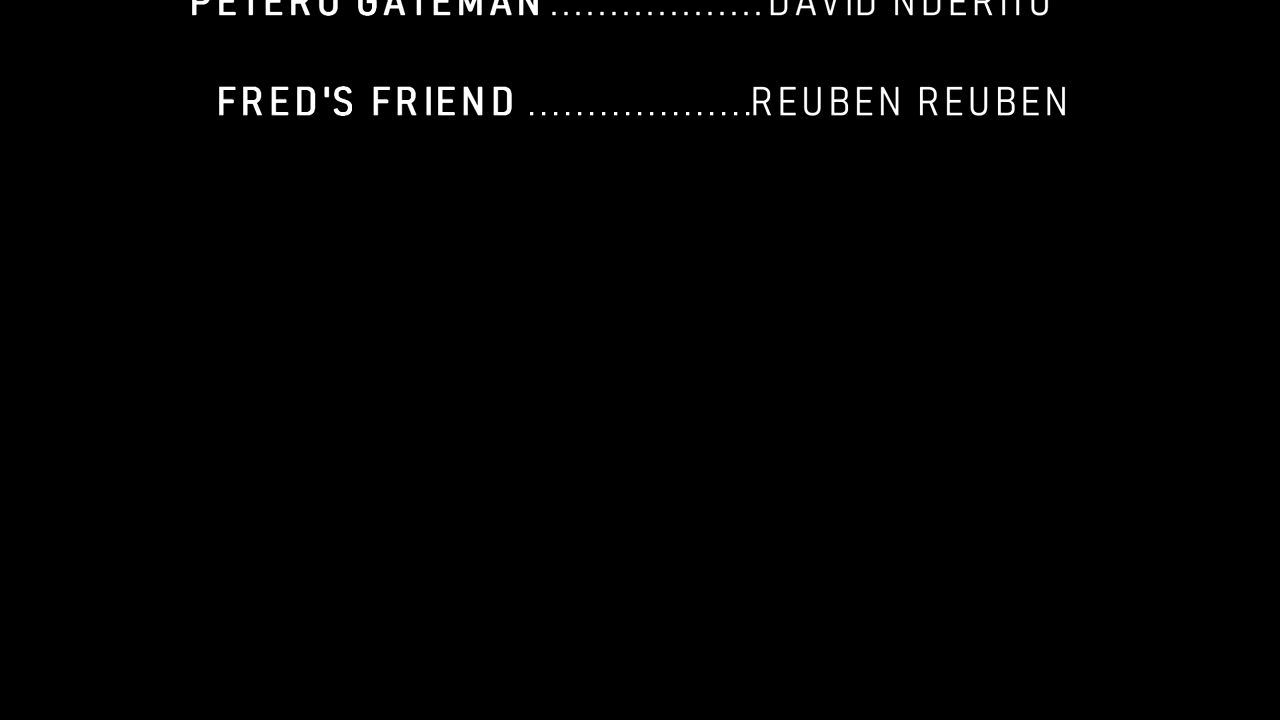 PETERO GATEMAN ..................DAVID NDERITU
FRED'S FRIEND ...................REUBEN REUBEN